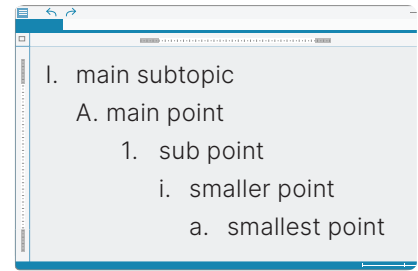 I. main subtopic
A. main point
1. sub point
i. smaller point
a. smallest point